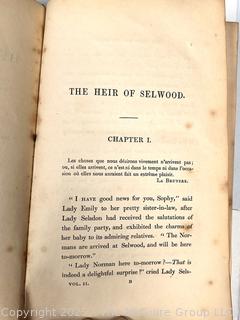 THE HEIR OF SELWOOD.
CHAPTER I.
Les choses que nous désirons vivement n'arrivent pas;
ou, si elles arrivent, ce n'est ni dans le temps ni dans l'occa-
sion où elles nous auraient fait un extrême plaisir.
LA BRUYERE.
"I HAVE good news for you, Sophy," said
Lady Emily to her pretty sister-in-law, after
Lady Selsdon had received the salutations of
the family party, and exhibited the charms of
her baby to its admiring relatives. "The Nor-
mans are arrived at Selwood, and will be here
to-morrow."
"Lady Norman here to-morrow?—That is
indeed a delightful surprise!" cried Lady Sels-
VOL. II. B